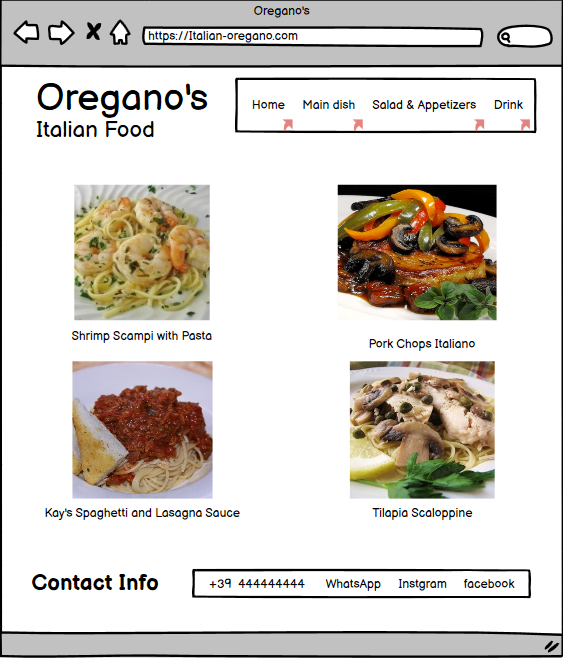 Oregano's
https://Italian-oregano.com
Oregano's
Italian Food
Home Main dish Salad & Appetizers Drink
Shrimp Scampi with Pasta
Pork Chops Italiano
Kay's Spaghetti and Lasagna Sauce
Tilapia Scaloppine
Contact Info
+39 444444444 WhatsApp Instgram facebook